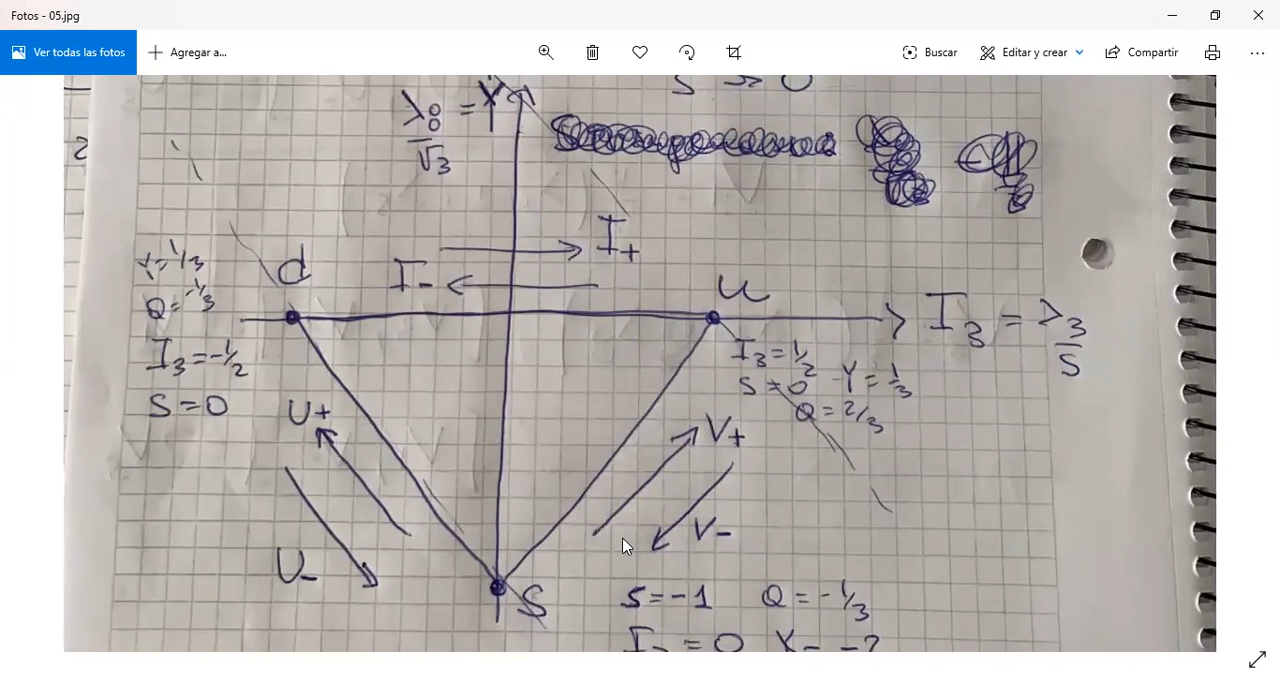 Fotos - 05.jpg
Ver todas las fotos
Agregar a...
Buscar
Editar y crear
Compartir
S → 0
λ8/√3 = Y
2
I+
I-
d
u
Y=1/3
Q=-1/3
I3=-1/2
S=0
I3 = λ3/S
I3=1/2
S=0 Y=1/3
Q=2/3
U+
U-
V+
V-
S
S=-1 Q=-1/3